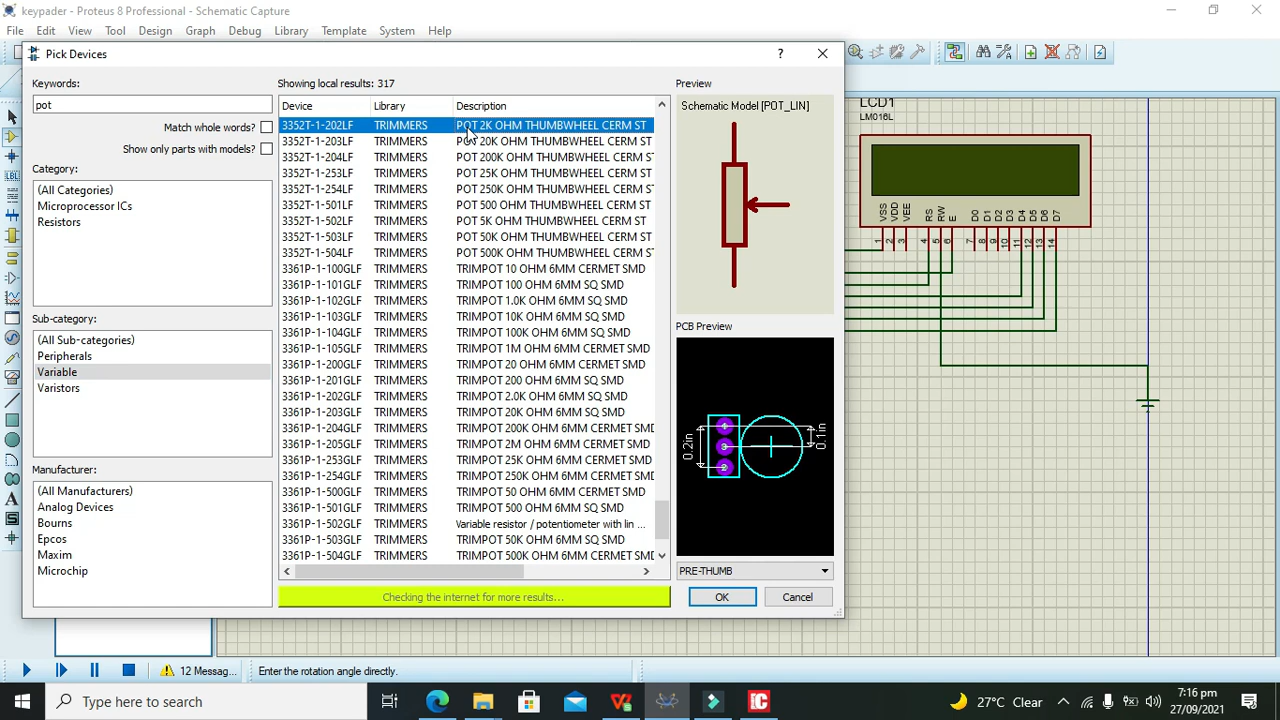 keypader - Proteus 8 Professional - Schematic Capture
File Edit View Tool Design Graph Debug Library Template System Help
Pick Devices
?
Keywords:
pot
Match whole words?
Show only parts with models?
Category:
(All Categories)
Microprocessor ICs
Resistors
Sub-category:
(All Sub-categories)
Peripherals
Variable
Varistors
Manufacturer:
(All Manufacturers)
Analog Devices
Bourns
Epcos
Maxim
Microchip
Showing local results: 317
Device Library Description
3352T-1-202LF TRIMMERS POT 2K OHM THUMBWHEEL CERM ST
3352T-1-203LF TRIMMERS POT 20K OHM THUMBWHEEL CERM ST
3352T-1-204LF TRIMMERS POT 200K OHM THUMBWHEEL CERM ST
3352T-1-253LF TRIMMERS POT 25K OHM THUMBWHEEL CERM ST
3352T-1-254LF TRIMMERS POT 250K OHM THUMBWHEEL CERM ST
3352T-1-501LF TRIMMERS POT 500 OHM THUMBWHEEL CERM ST
3352T-1-502LF TRIMMERS POT 5K OHM THUMBWHEEL CERM ST
3352T-1-503LF TRIMMERS POT 50K OHM THUMBWHEEL CERM ST
3352T-1-504LF TRIMMERS POT 500K OHM THUMBWHEEL CERM ST
3361P-1-100GLF TRIMMERS TRIMPOT 10 OHM 6MM CERMET SMD
3361P-1-101GLF TRIMMERS TRIMPOT 100 OHM 6MM SQ SMD
3361P-1-102GLF TRIMMERS TRIMPOT 1.0K OHM 6MM SQ SMD
3361P-1-103GLF TRIMMERS TRIMPOT 10K OHM 6MM SQ SMD
3361P-1-104GLF TRIMMERS TRIMPOT 100K OHM 6MM SQ SMD
3361P-1-105GLF TRIMMERS TRIMPOT 1M OHM 6MM CERMET SMD
3361P-1-200GLF TRIMMERS TRIMPOT 20 OHM 6MM CERMET SMD
3361P-1-201GLF TRIMMERS TRIMPOT 200 OHM 6MM SQ SMD
3361P-1-202GLF TRIMMERS TRIMPOT 2.0K OHM 6MM SQ SMD
3361P-1-203GLF TRIMMERS TRIMPOT 20K OHM 6MM SQ SMD
3361P-1-204GLF TRIMMERS TRIMPOT 200K OHM 6MM CERMET SMD
3361P-1-205GLF TRIMMERS TRIMPOT 2M OHM 6MM CERMET SMD
3361P-1-253GLF TRIMMERS TRIMPOT 25K OHM 6MM CERMET SMD
3361P-1-254GLF TRIMMERS TRIMPOT 250K OHM 6MM CERMET SMD
3361P-1-500GLF TRIMMERS TRIMPOT 50 OHM 6MM CERMET SMD
3361P-1-501GLF TRIMMERS TRIMPOT 500 OHM 6MM SQ SMD
3361P-1-502GLF TRIMMERS Variable resistor / potentiometer with lin ...
3361P-1-503GLF TRIMMERS TRIMPOT 50K OHM 6MM SQ SMD
3361P-1-504GLF TRIMMERS TRIMPOT 500K OHM 6MM CERMET SMD
Checking the internet for more results...
Preview
Schematic Model [POT_LIN]
PCB Preview
0.2in
1
3
2
0.1in
PRE-THUMB
OK
Cancel
LCD1
LM016L
VSS VDD VEE RS RW E D0 D1 D2 D3 D4 D5 D6 D7
1 2 3 4 5 6 7 8 9 10 11 12 13 14
LBL
12 Messag...
Enter the rotation angle directly.
Type here to search
27°C Clear
7:16 pm
27/09/2021